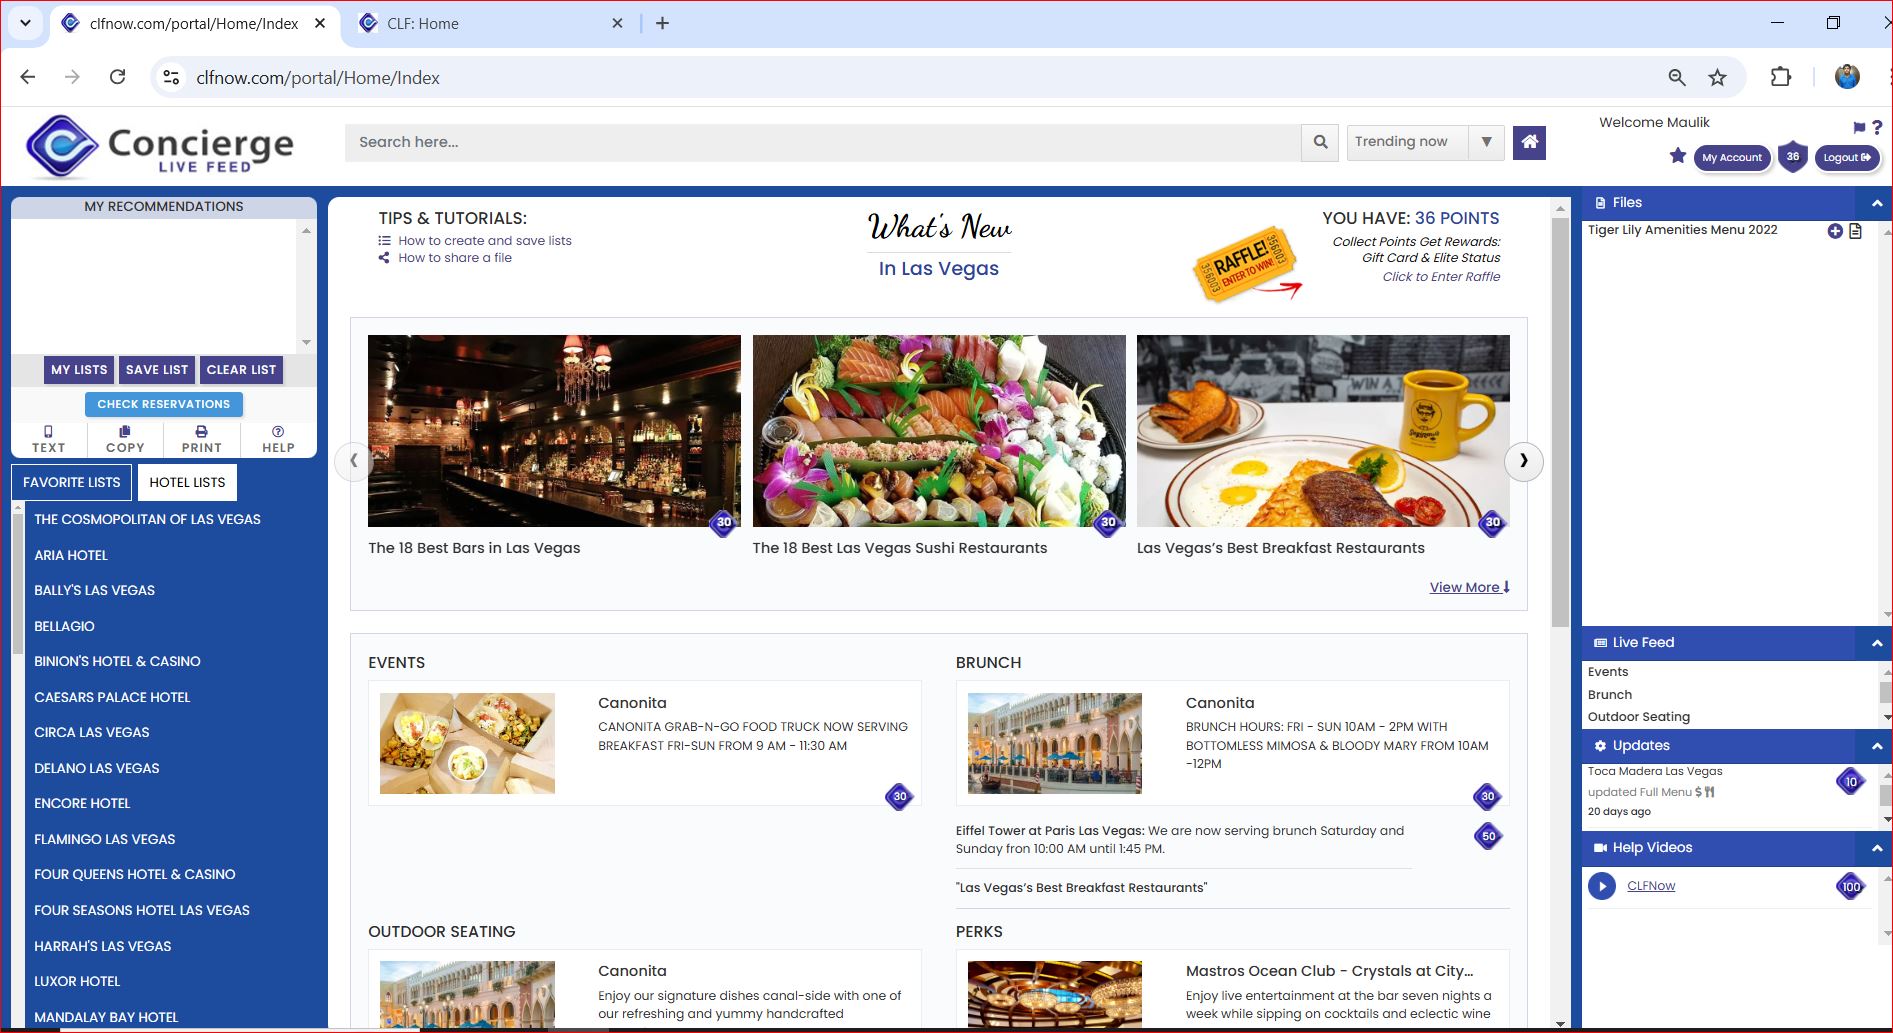 clfnow.com/portal/Home/Index
CLF: Home
clfnow.com/portal/Home/Index
Concierge
LIVE FEED
Search here...
Trending now
Welcome Maulik
My Account
36
Logout
MY RECOMMENDATIONS
MY LISTS
SAVE LIST
CLEAR LIST
CHECK RESERVATIONS
TEXT
COPY
PRINT
HELP
FAVORITE LISTS
HOTEL LISTS
THE COSMOPOLITAN OF LAS VEGAS
ARIA HOTEL
BALLY'S LAS VEGAS
BELLAGIO
BINION'S HOTEL & CASINO
CAESARS PALACE HOTEL
CIRCA LAS VEGAS
DELANO LAS VEGAS
ENCORE HOTEL
FLAMINGO LAS VEGAS
FOUR QUEENS HOTEL & CASINO
FOUR SEASONS HOTEL LAS VEGAS
HARRAH'S LAS VEGAS
LUXOR HOTEL
MANDALAY BAY HOTEL
TIPS & TUTORIALS:
How to create and save lists
How to share a file
What's New
In Las Vegas
356003
RAFFLE!
ENTER TO WIN!
356003
YOU HAVE: 36 POINTS
Collect Points Get Rewards:
Gift Card & Elite Status
Click to Enter Raffle
30
The 18 Best Bars in Las Vegas
30
The 18 Best Las Vegas Sushi Restaurants
WIN A
30
Las Vegas’s Best Breakfast Restaurants
View More
EVENTS
Canonita
CANONITA GRAB-N-GO FOOD TRUCK NOW SERVING
BREAKFAST FRI-SUN FROM 9 AM - 11:30 AM
30
BRUNCH
Canonita
BRUNCH HOURS: FRI - SUN 10AM - 2PM WITH
BOTTOMLESS MIMOSA & BLOODY MARY FROM 10AM
-12PM
30
Eiffel Tower at Paris Las Vegas: We are now serving brunch Saturday and
Sunday fron 10:00 AM until 1:45 PM.
50
"Las Vegas’s Best Breakfast Restaurants"
OUTDOOR SEATING
Canonita
Enjoy our signature dishes canal-side with one of
our refreshing and yummy handcrafted
PERKS
Mastros Ocean Club - Crystals at City...
Enjoy live entertainment at the bar seven nights a
week while sipping on cocktails and eclectic wine
Files
Tiger Lily Amenities Menu 2022
Live Feed
Events
Brunch
Outdoor Seating
Updates
Toca Madera Las Vegas
updated Full Menu $
20 days ago
10
Help Videos
CLFNow
100